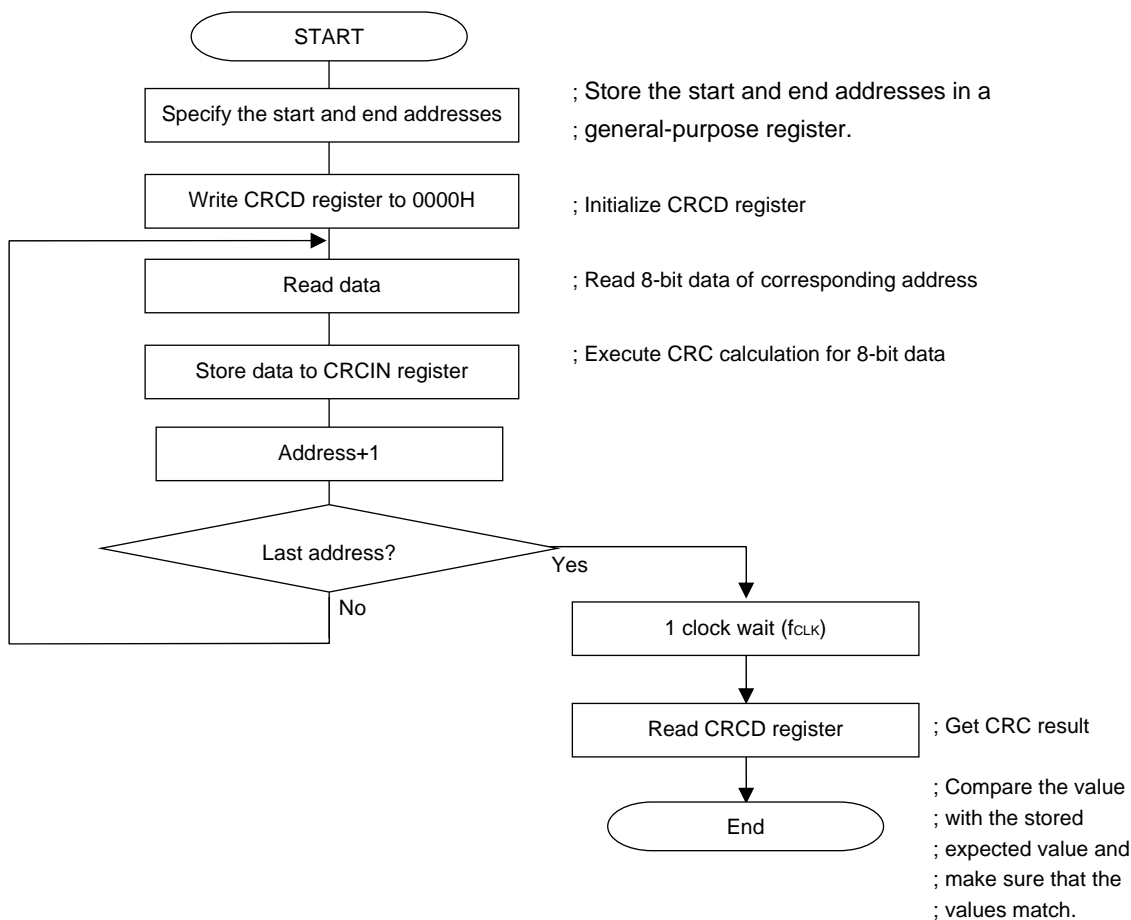 START
Specify the start and end addresses
; Store the start and end addresses in a
; general-purpose register.
Write CRCD register to 0000H
; Initialize CRCD register
Read data
; Read 8-bit data of corresponding address
Store data to CRCIN register
; Execute CRC calculation for 8-bit data
Address+1
Last address?
Yes
No
1 clock wait (fCLK)
Read CRCD register
; Get CRC result
End
; Compare the value
; with the stored
; expected value and
; make sure that the
; values match.